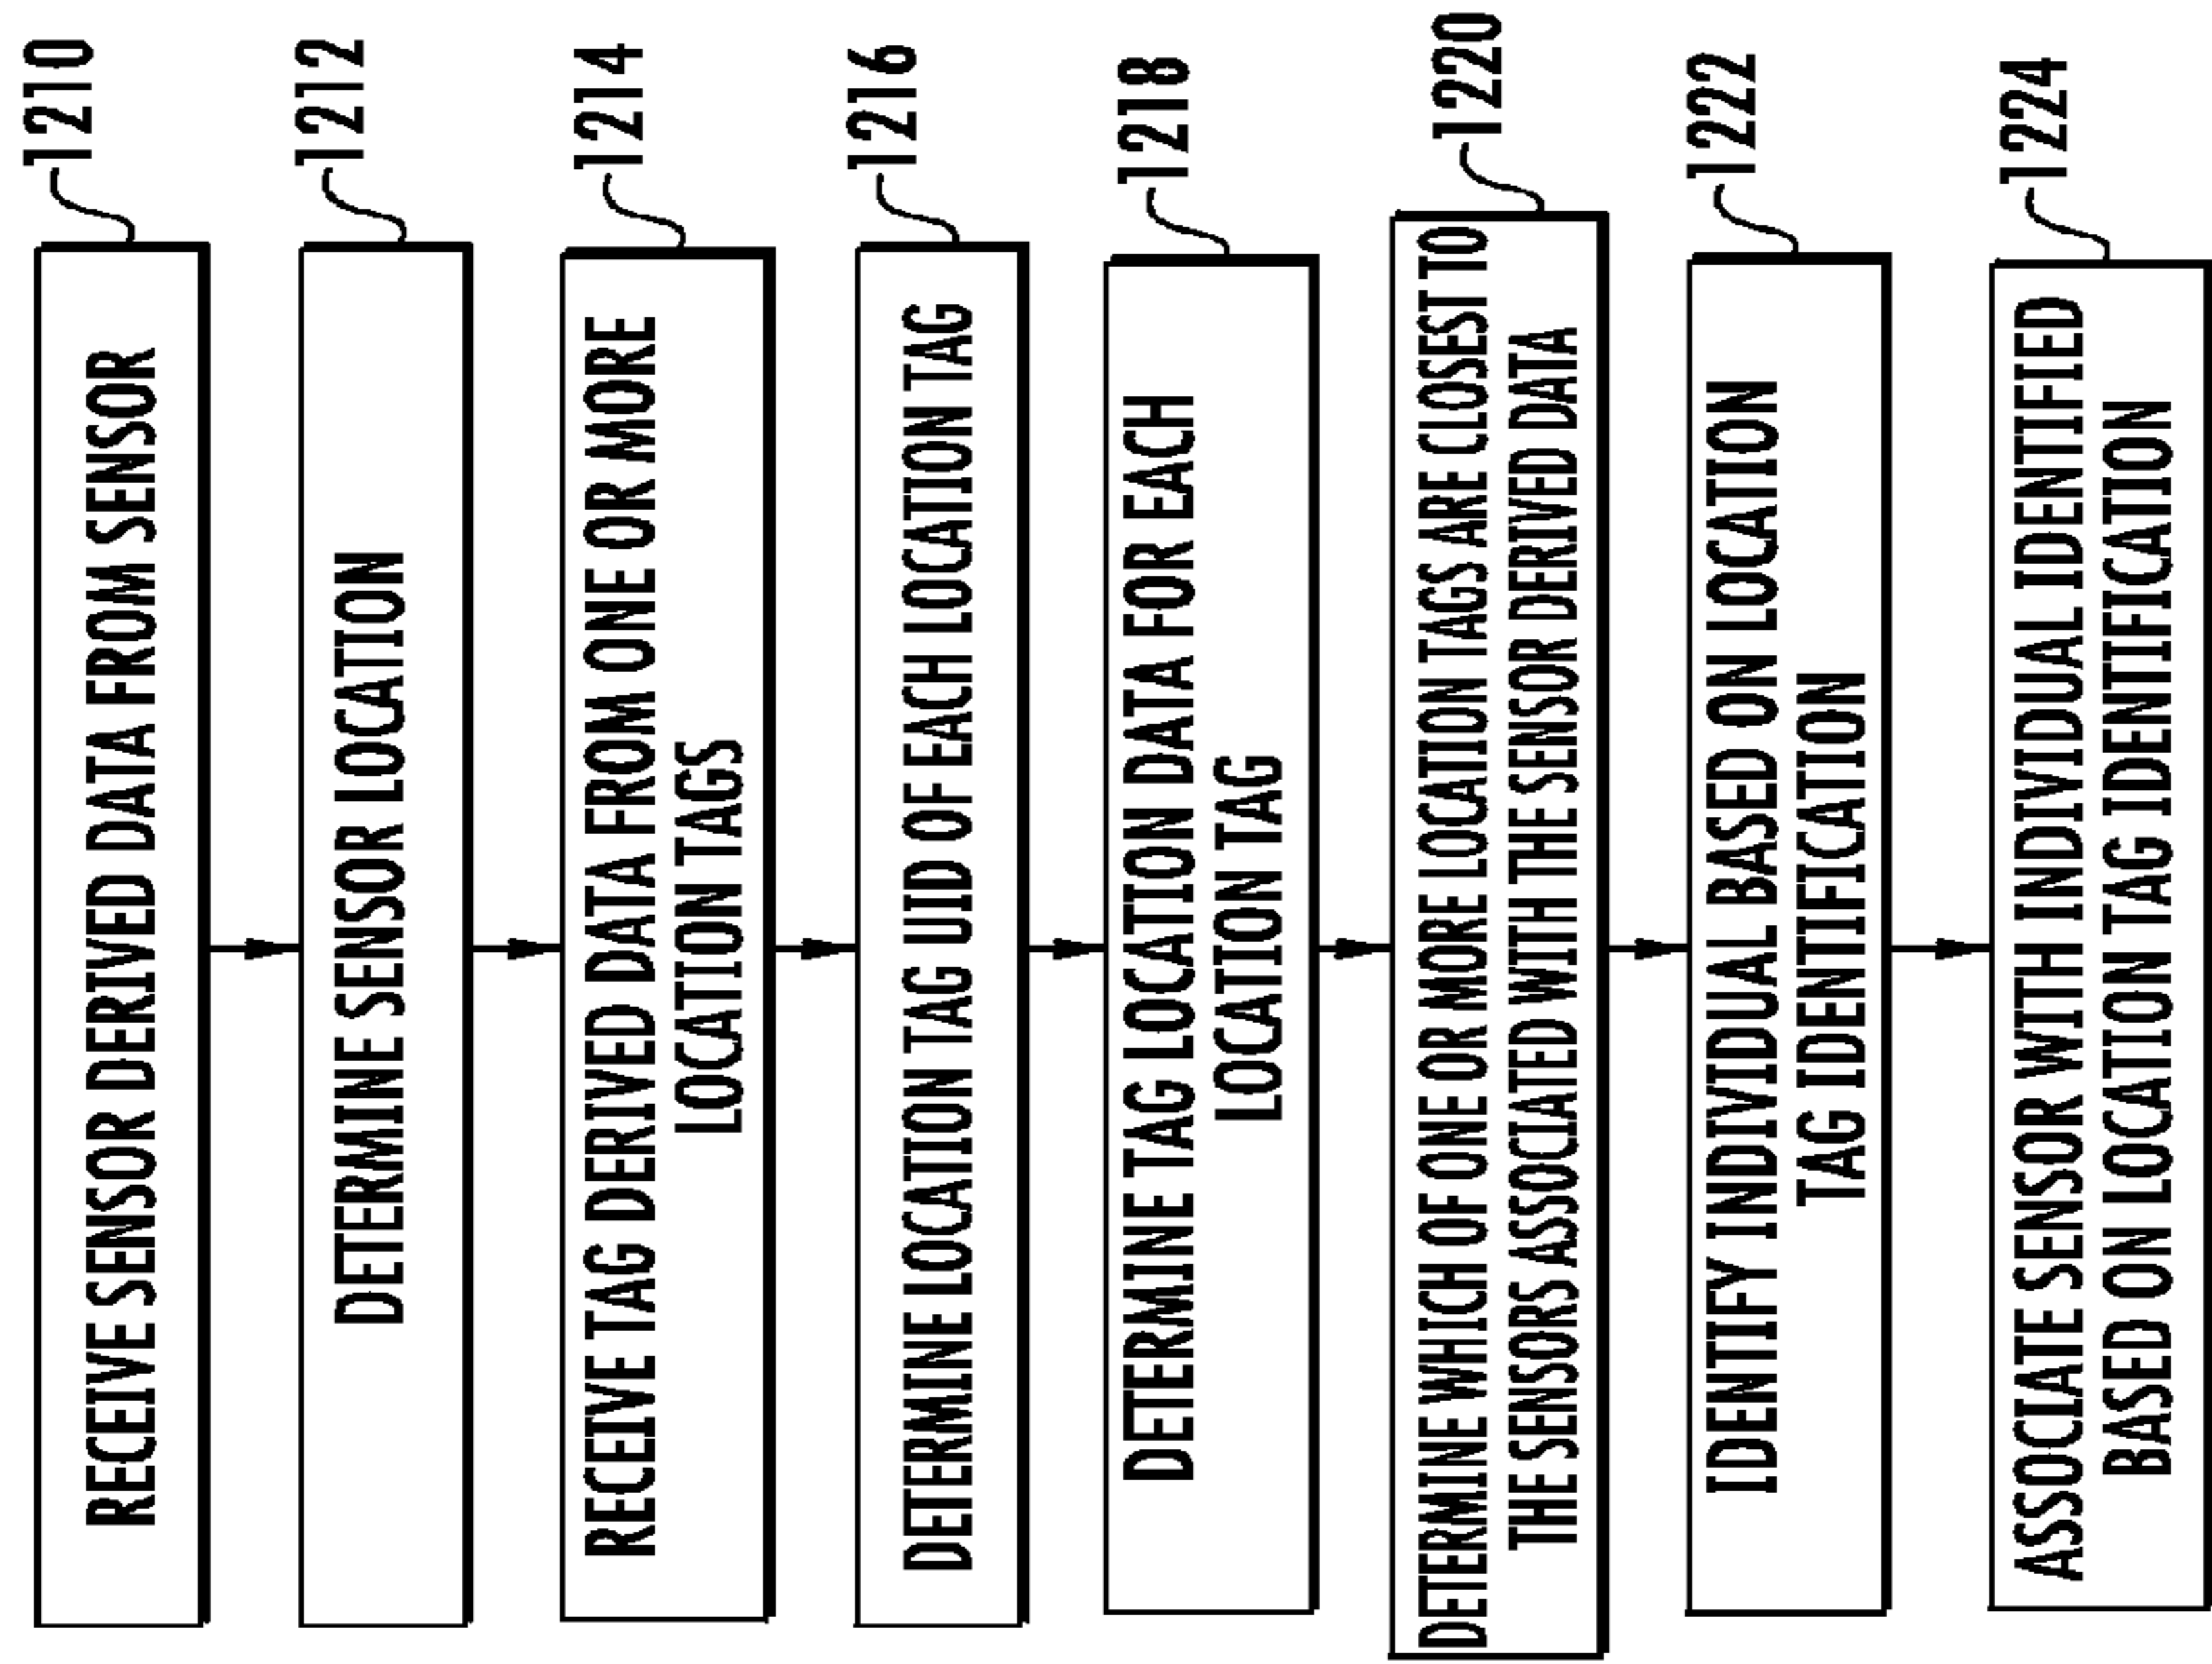 1210
RECEIVE SENSOR DERIVED DATA FROM SENSOR
1212
DETERMINE SENSOR LOCATION
1214
RECEIVE TAG DERIVED DATA FROM ONE OR MORE
LOCATION TAGS
1216
DETERMINE LOCATION TAG UID OF EACH LOCATION TAG
1218
DETERMINE TAG LOCATION DATA FOR EACH
LOCATION TAG
1220
DETERMINE WHICH OF ONE OR MORE LOCATION TAGS ARE CLOSEST TO
THE SENSORS ASSOCIATED WITH THE SENSOR DERIVED DATA
1222
IDENTIFY INDIVIDUAL BASED ON LOCATION
TAG IDENTIFICATION
1224
ASSOCIATE SENSOR WITH INDIVIDUAL IDENTIFIED
BASED ON LOCATION TAG IDENTIFICATION